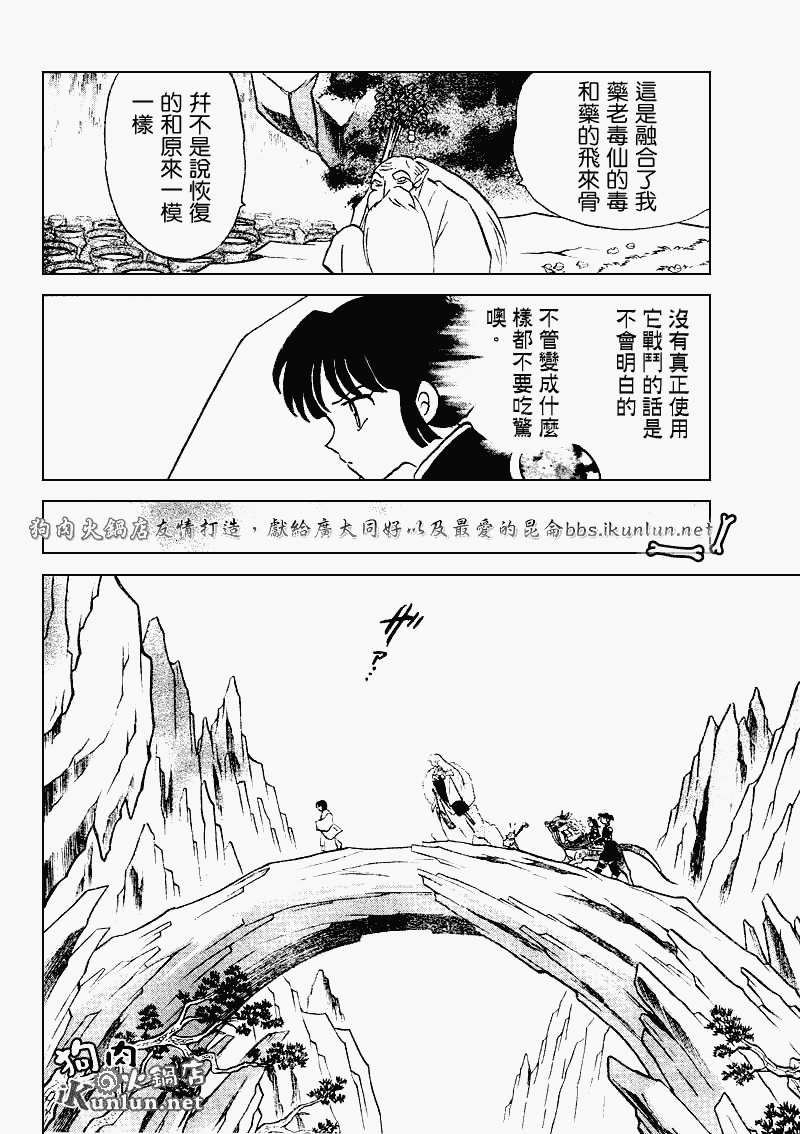 這是融合了我
藥老毒仙的毒
和藥的飛來骨
幷不是說恢復
的和原來一模
一樣
沒有真正使用
它戰鬥的話是
不會明白的
不管變成什麼
樣都不要吃驚
噢。
狗肉火鍋店友情打造，獻給廣大同好以及最愛的昆侖bbs.ikunlun.net
ザッ
狗肉
火鍋店
iKunlun.net